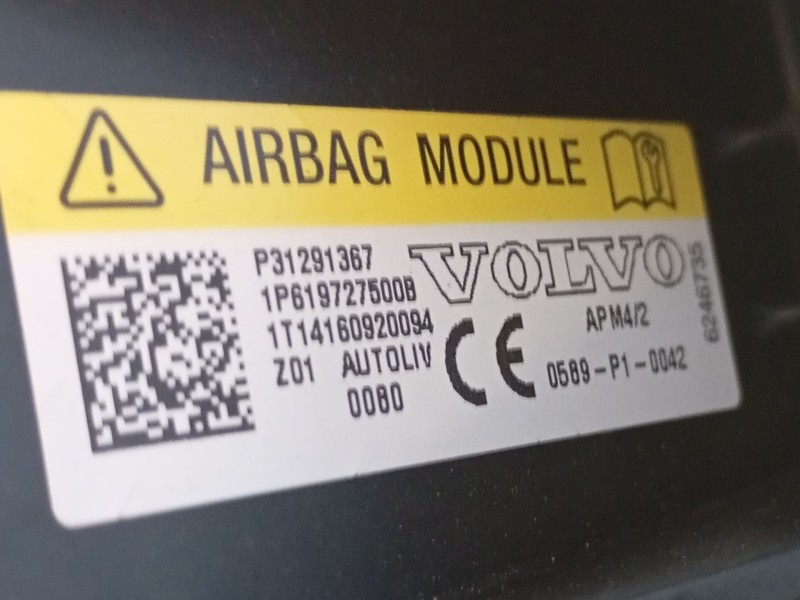 AIRBAG MODULE
P31291367
1P619727500B
1T14160920094
Z01 AUTOLIV
0080
VOLVO
APM4/2
CE
0589-P1-0042
6246735